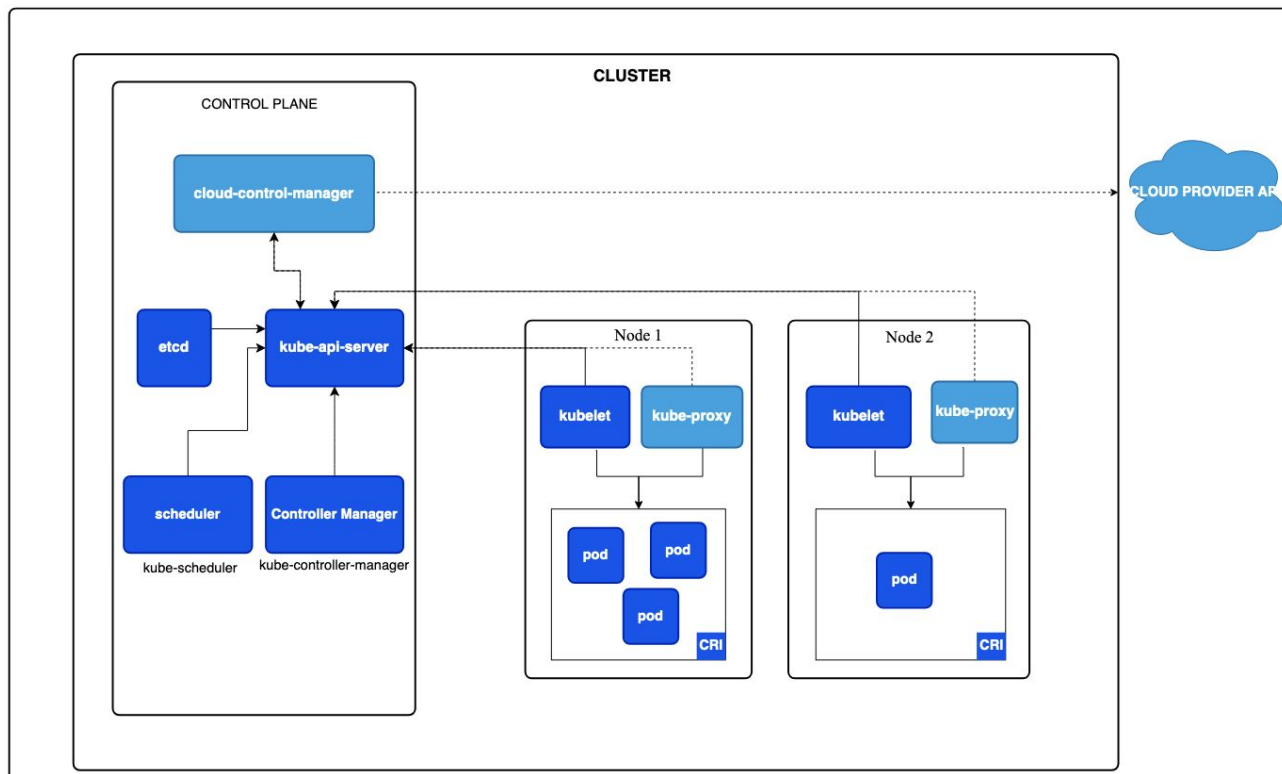 CLUSTER
CONTROL PLANE
cloud-control-manager
CLOUD PROVIDER AP
etcd
kube-api-server
Node 1
Node 2
kubelet
kube-proxy
kubelet
kube-proxy
scheduler
Controller Manager
kube-scheduler
kube-controller-manager
pod
pod
pod
CRI
pod
CRI